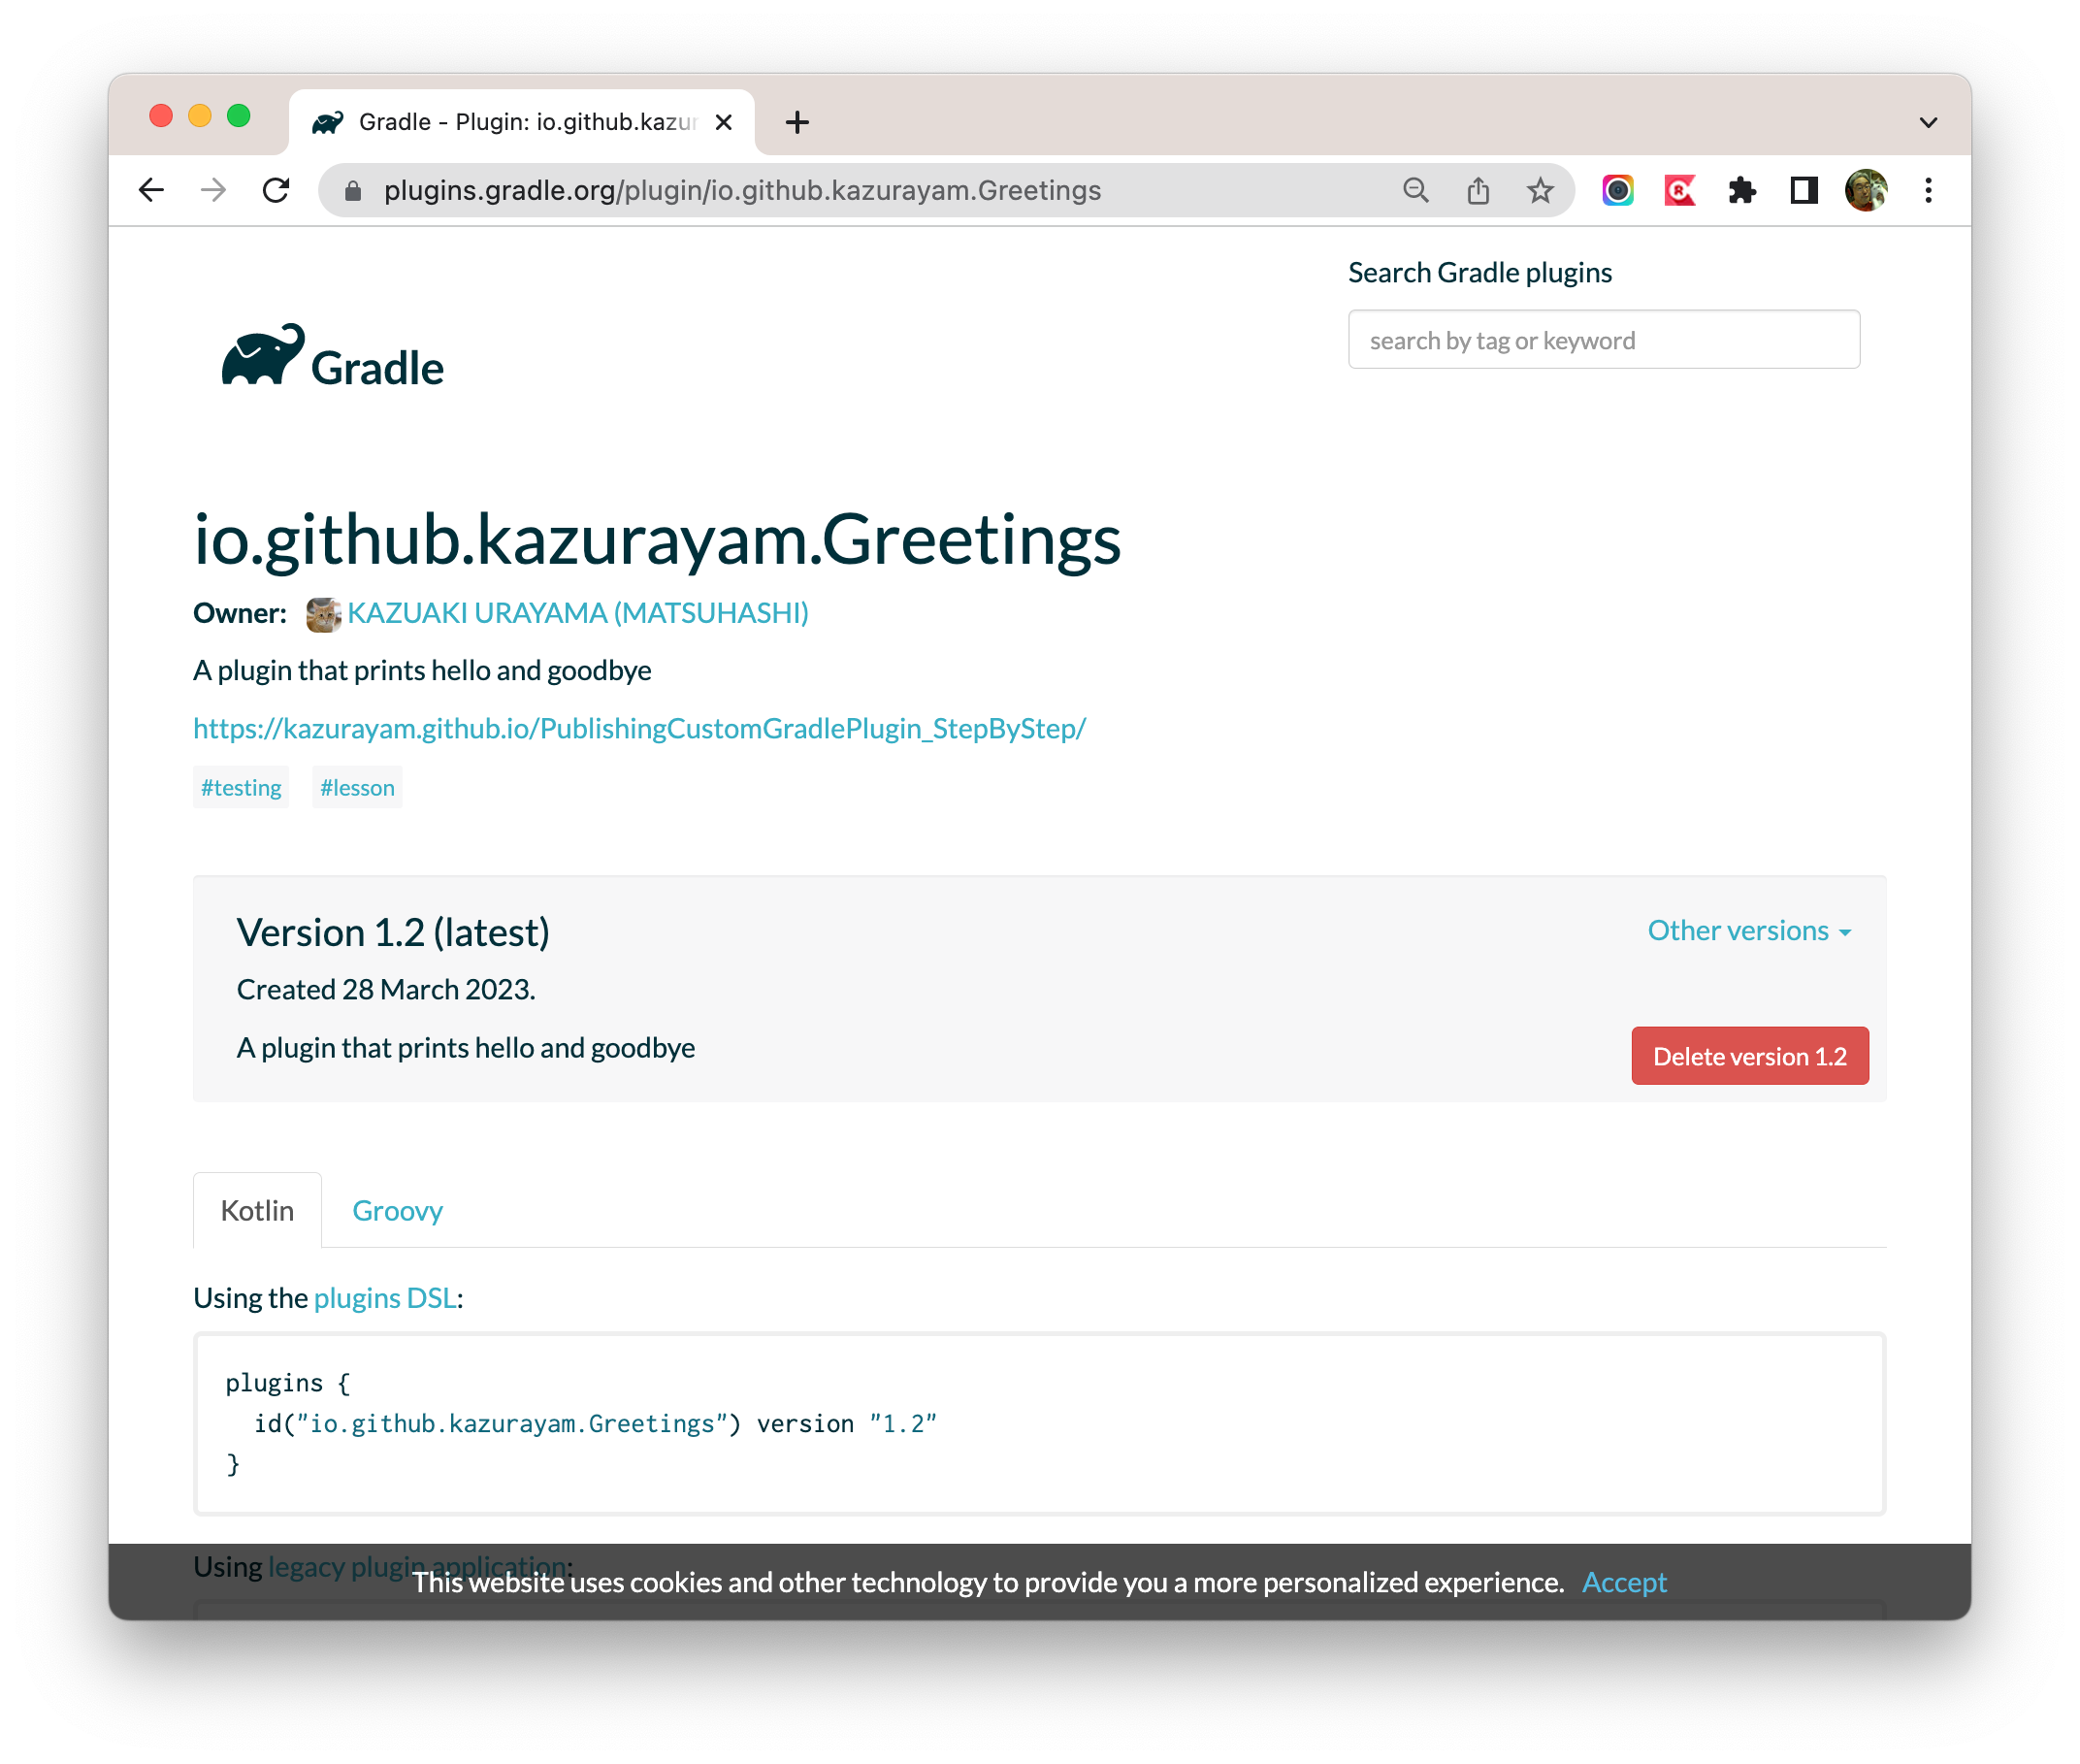 Gradle - Plugin: io.github.kazur
plugins.gradle.org/plugin/io.github.kazurayam.Greetings
Search Gradle plugins
search by tag or keyword
Gradle
io.github.kazurayam.Greetings
Owner: KAZUAKI URAYAMA (MATSUHASHI)
A plugin that prints hello and goodbye
https://kazurayam.github.io/PublishingCustomGradlePlugin_StepByStep/
#testing #lesson
Version 1.2 (latest)
Other versions
Created 28 March 2023.
A plugin that prints hello and goodbye
Delete version 1.2
Kotlin Groovy
Using the plugins DSL:
plugins {
id("io.github.kazurayam.Greetings") version "1.2"
}
Using legacy plugin application:
This website uses cookies and other technology to provide you a more personalized experience. Accept